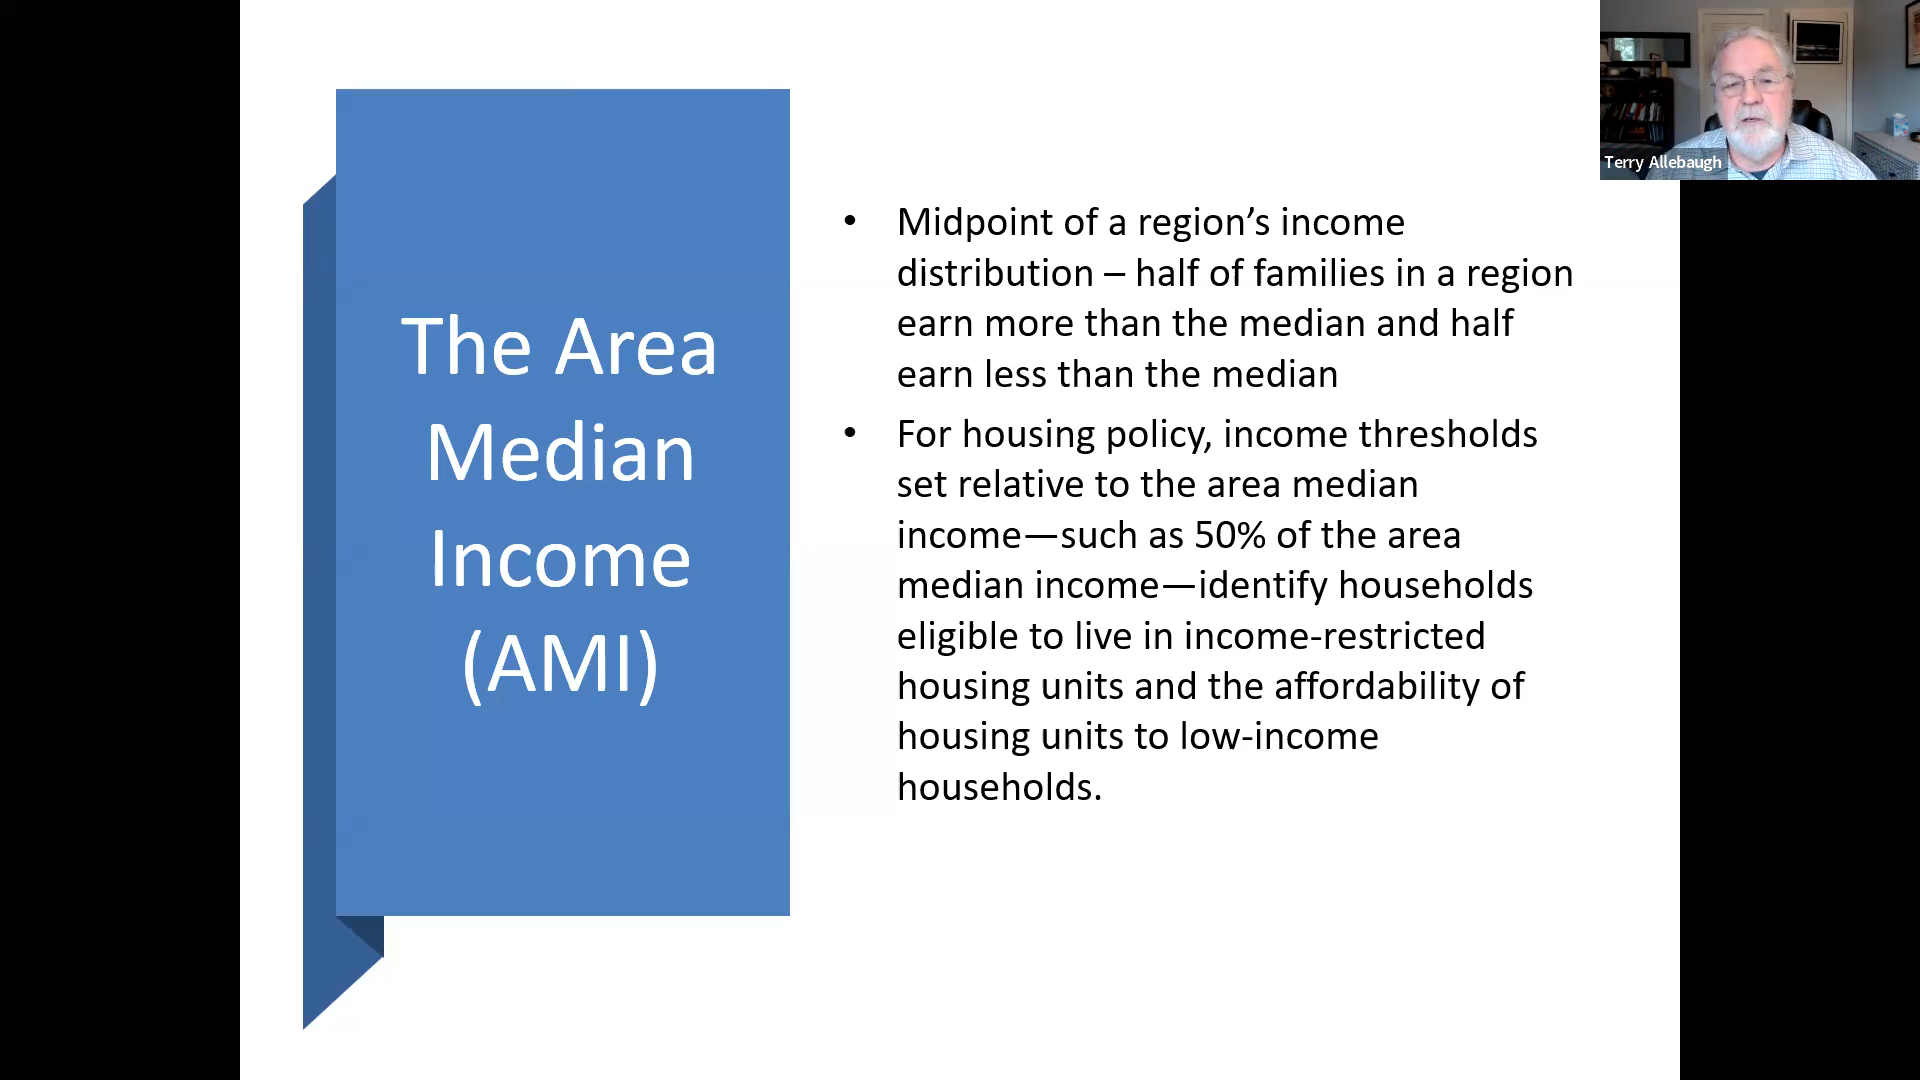 The Area
Median
Income
(AMI)
• Midpoint of a region’s income
distribution – half of families in a region
earn more than the median and half
earn less than the median
• For housing policy, income thresholds
set relative to the area median
income—such as 50% of the area
median income—identify households
eligible to live in income-restricted
housing units and the affordability of
housing units to low-income
households.
Terry Allebaugh